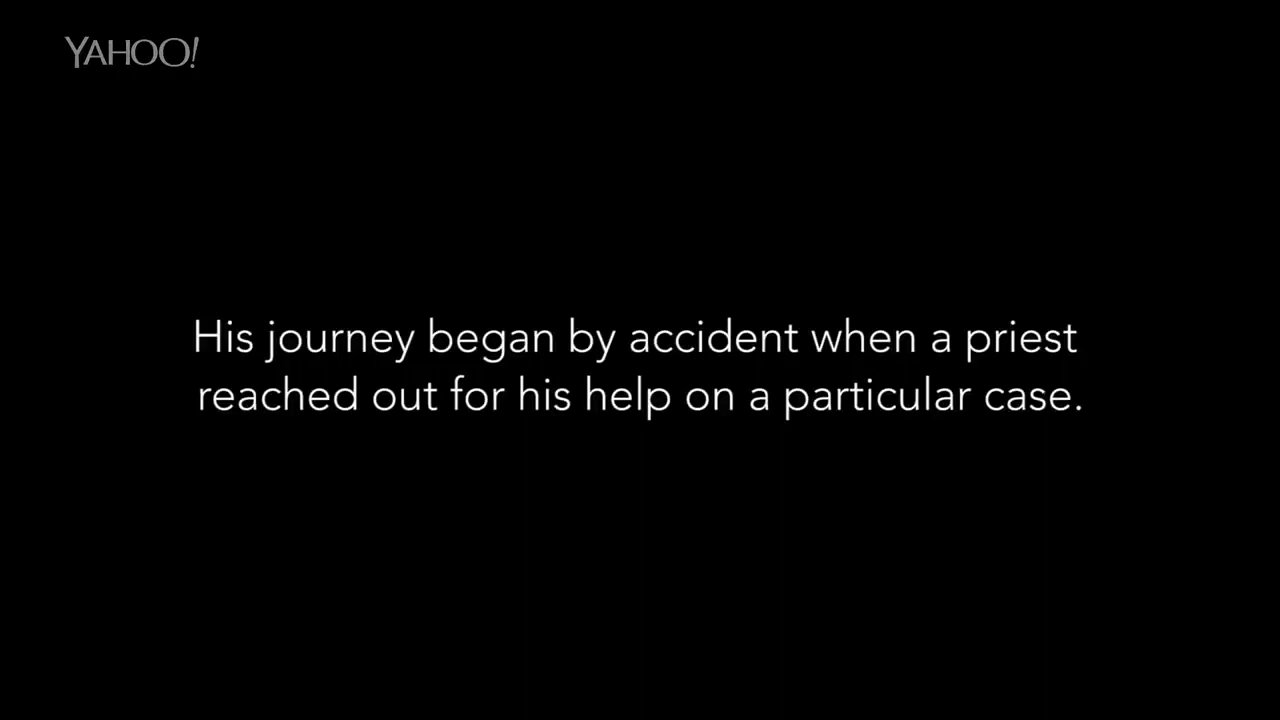 YAHOO!
His journey began by accident when a priest
reached out for his help on a particular case.